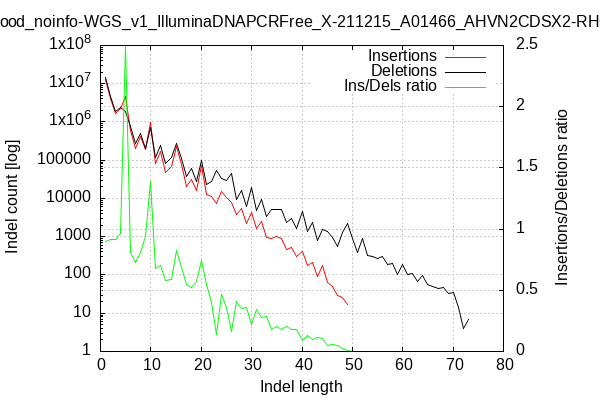 ood_noinfo-WGS_v1_IlluminaDNAPCRFree_X-211215_A01466_AHVN2CDSX2-RH
Insertions
Deletions
Ins/Dels ratio
1x10^8
1x10^7
1x10^6
100000
10000
1000
100
10
1
Indel count [log]
2.5
2
1.5
1
0.5
0
Insertions/Deletions ratio
0 10 20 30 40 50 60 70 80
Indel length